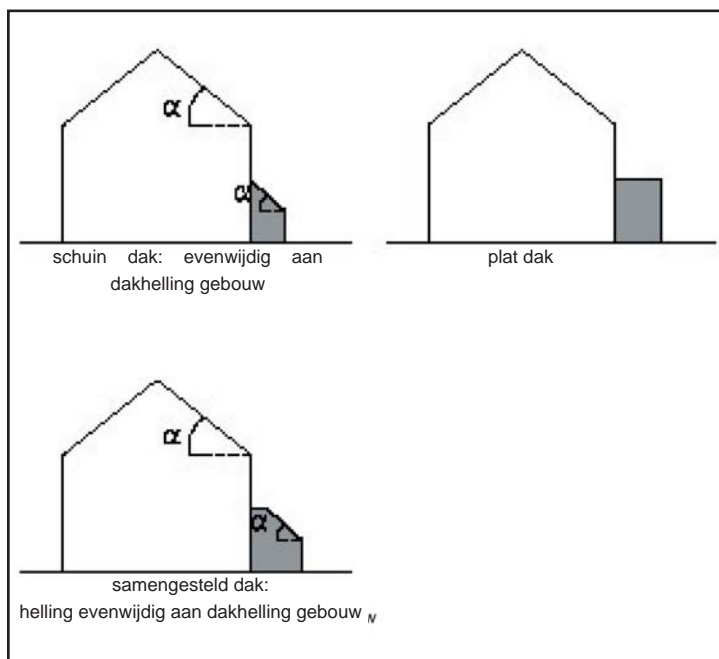 α
α
schuin dak: evenwijdig aan
dakhelling gebouw
plat dak
α
α
samengesteld dak:
helling evenwijdig aan dakhelling gebouw w